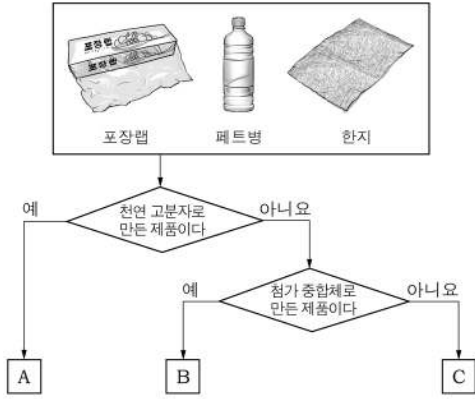 포장랩
포장랩
포장랩 페트병 한지
예
천연 고분자로
만든 제품이다
아니요
예
첨가 중합체로
만든 제품이다
아니요
A B C